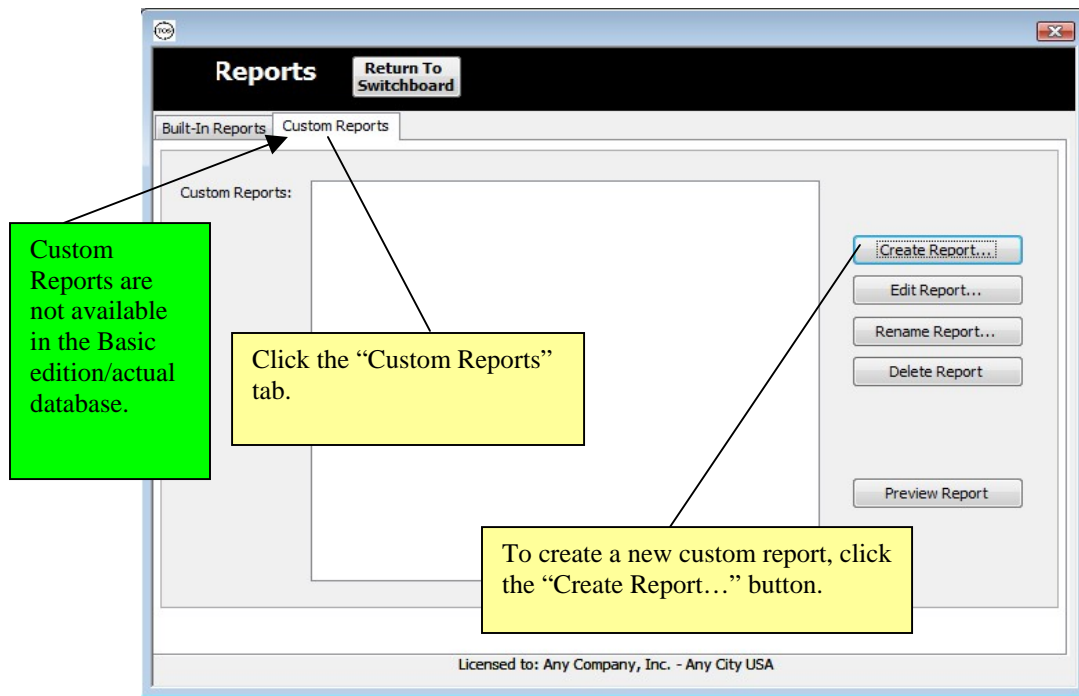 TOS
Reports
Return To
Switchboard
Built-In Reports
Custom Reports
Custom Reports:
Custom
Reports are
not available
in the Basic
edition/actual
database.
Click the “Custom Reports”
tab.
Create Report...
Edit Report...
Rename Report...
Delete Report
Preview Report
To create a new custom report, click
the “Create Report…” button.
Licensed to: Any Company, Inc. - Any City USA